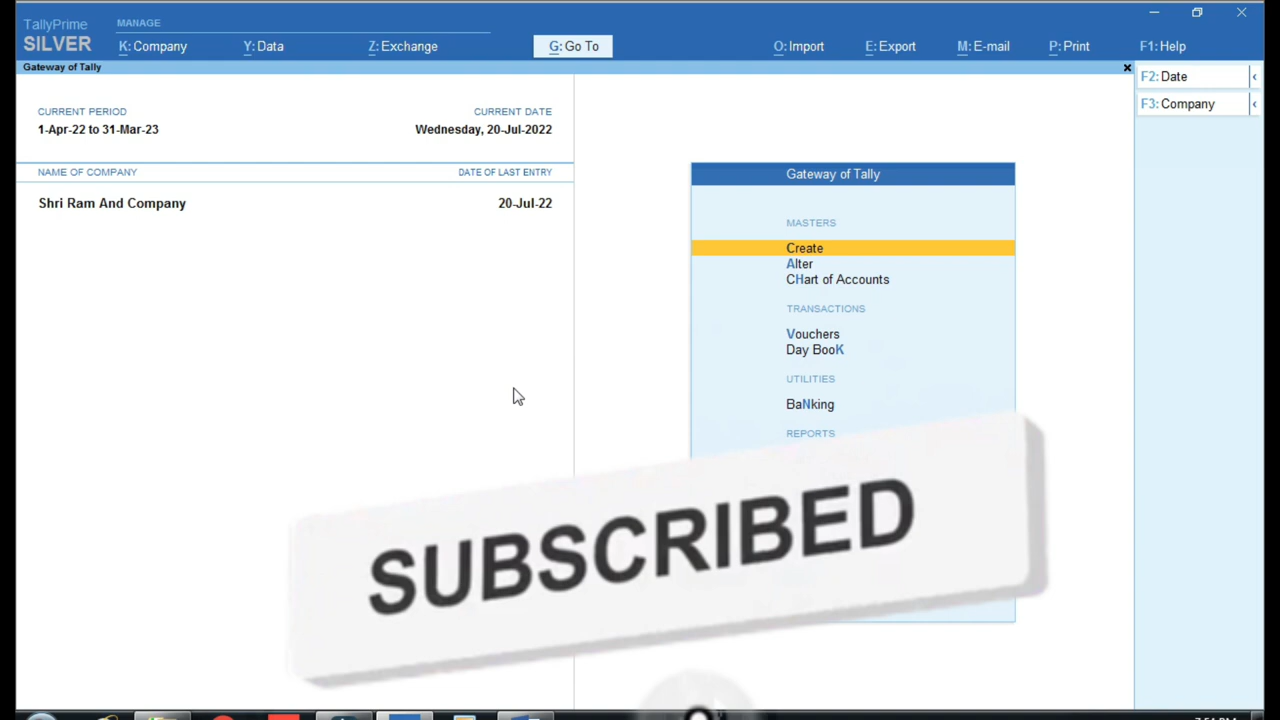 TallyPrime
SILVER
MANAGE
K: Company
Y: Data
Z: Exchange
G: Go To
O: Import
E: Export
M: E-mail
P: Print
F1: Help
Gateway of Tally
F2: Date
F3: Company
CURRENT PERIOD
CURRENT DATE
1-Apr-22 to 31-Mar-23
Wednesday, 20-Jul-2022
NAME OF COMPANY
DATE OF LAST ENTRY
Shri Ram And Company
20-Jul-22
Gateway of Tally
MASTERS
Create
Alter
CHart of Accounts
TRANSACTIONS
Vouchers
Day BooK
UTILITIES
BaNking
REPORTS
SUBSCRIBED